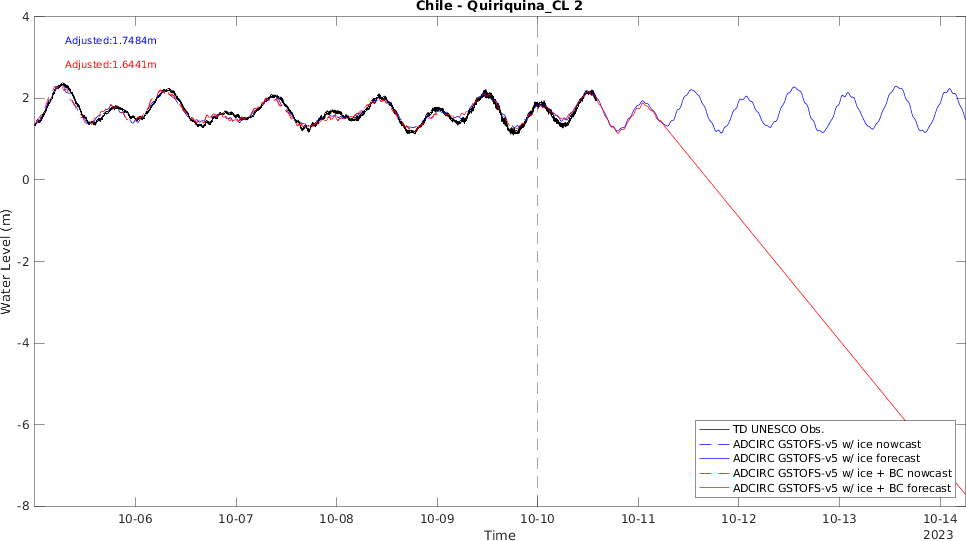 Chile - Quiriquina_CL 2
Adjusted:1.7484m
Adjusted:1.6441m
4
2
0
-2
-4
-6
-8
Water Level (m)
10-06
10-07
10-08
10-09
10-10
10-11
10-12
10-13
10-14
2023
Time
TD UNESCO Obs.
ADCIRC GSTOFS-v5 w/ ice nowcast
ADCIRC GSTOFS-v5 w/ ice forecast
ADCIRC GSTOFS-v5 w/ ice + BC nowcast
ADCIRC GSTOFS-v5 w/ ice + BC forecast